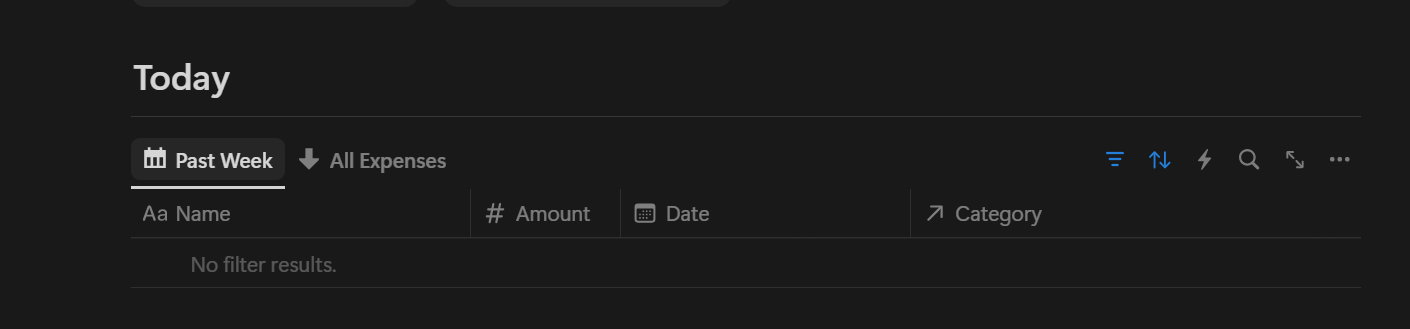 Today
Past Week All Expenses
Aa Name # Amount Date Category
No filter results.